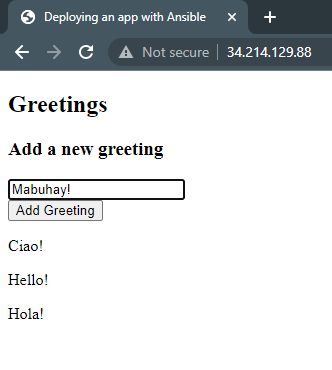 Deploying an app with Ansible
Not secure 34.214.129.88
Greetings
Add a new greeting
Mabuhay!
Add Greeting
Ciao!
Hello!
Hola!